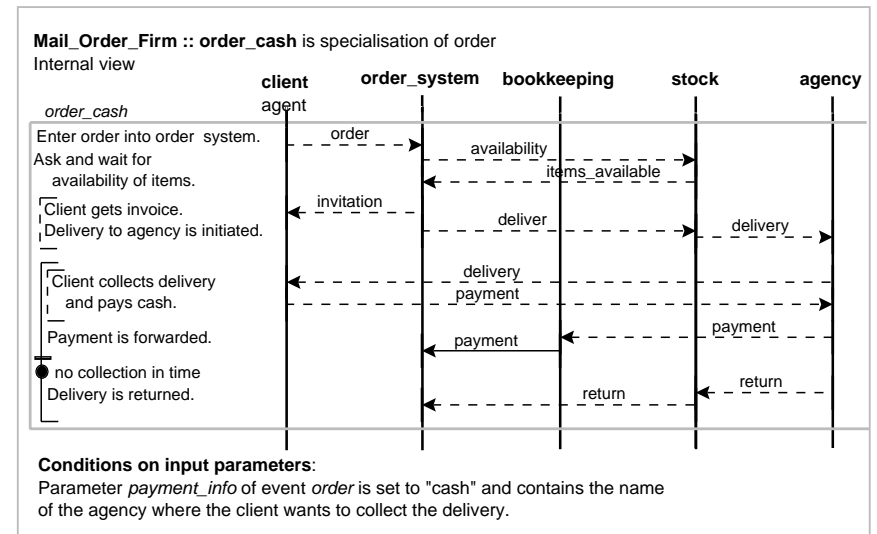 Mail_Order_Firm :: order_cash is specialisation of order
Internal view
client order_system bookkeeping stock agency
agent
order_cash
Enter order into order system.
order
Ask and wait for
availability of items.
availability
items_available
Client gets invoice.
invitation
Delivery to agency is initiated.
deliver
delivery
Client collects delivery
and pays cash.
delivery
payment
Payment is forwarded.
payment
payment
no collection in time
Delivery is returned.
return
return
Conditions on input parameters:
Parameter payment_info of event order is set to "cash" and contains the name
of the agency where the client wants to collect the delivery.